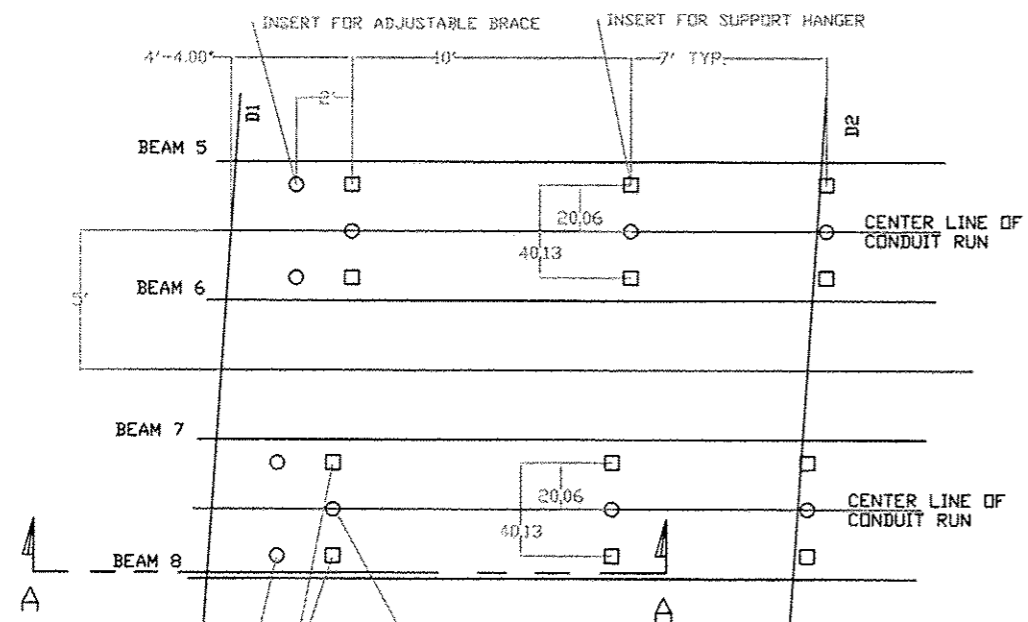 INSERT FOR ADJUSTABLE BRACE
INSERT FOR SUPPORT HANGER
4'-4.00"
10'
7' TYP.
2'
D1
D2
BEAM 5
20.06
40.13
CENTER LINE OF
CONDUIT RUN
BEAM 6
BEAM 7
20.06
40.13
CENTER LINE OF
CONDUIT RUN
BEAM 8
A
A